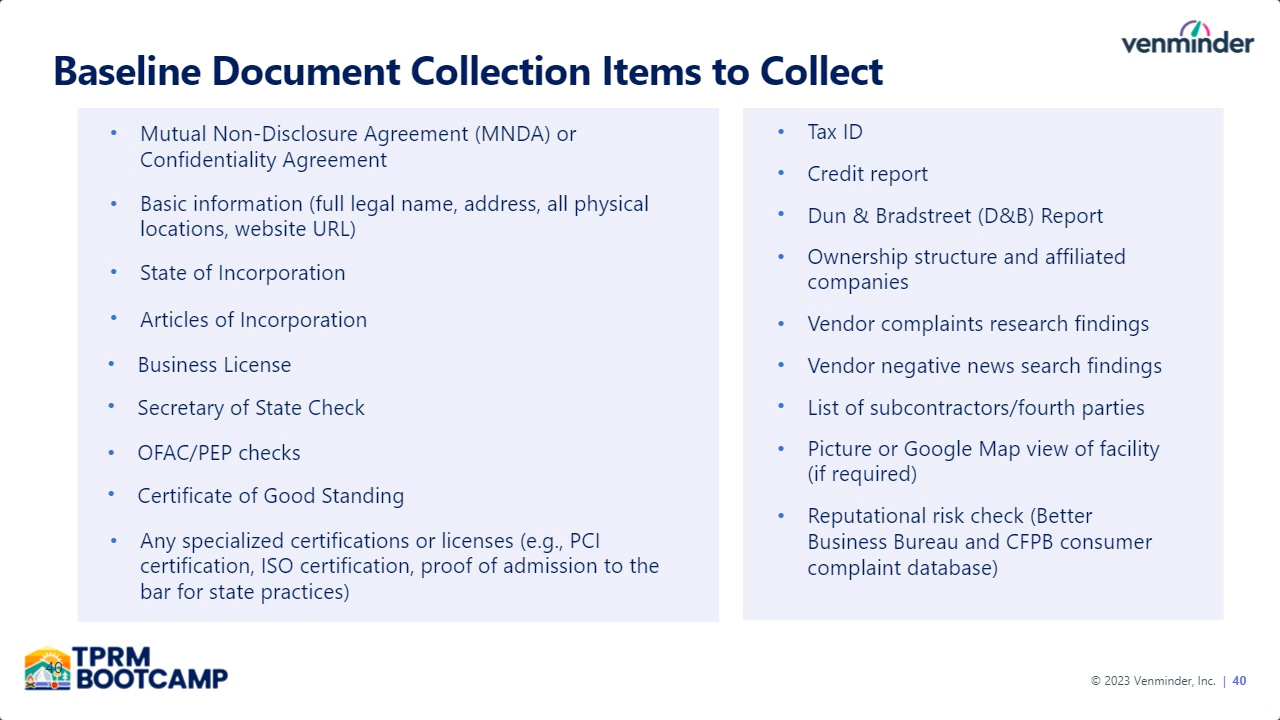 venminder
Baseline Document Collection Items to Collect
• Mutual Non-Disclosure Agreement (MNDA) or
Confidentiality Agreement
• Basic information (full legal name, address, all physical
locations, website URL)
• State of Incorporation
• Articles of Incorporation
• Business License
• Secretary of State Check
• OFAC/PEP checks
• Certificate of Good Standing
• Any specialized certifications or licenses (e.g., PCI
certification, ISO certification, proof of admission to the
bar for state practices)
• Tax ID
• Credit report
• Dun & Bradstreet (D&B) Report
• Ownership structure and affiliated
companies
• Vendor complaints research findings
• Vendor negative news search findings
• List of subcontractors/fourth parties
• Picture or Google Map view of facility
(if required)
• Reputational risk check (Better
Business Bureau and CFPB consumer
complaint database)
40
TPRM
BOOTCAMP
© 2023 Venminder, Inc. | 40